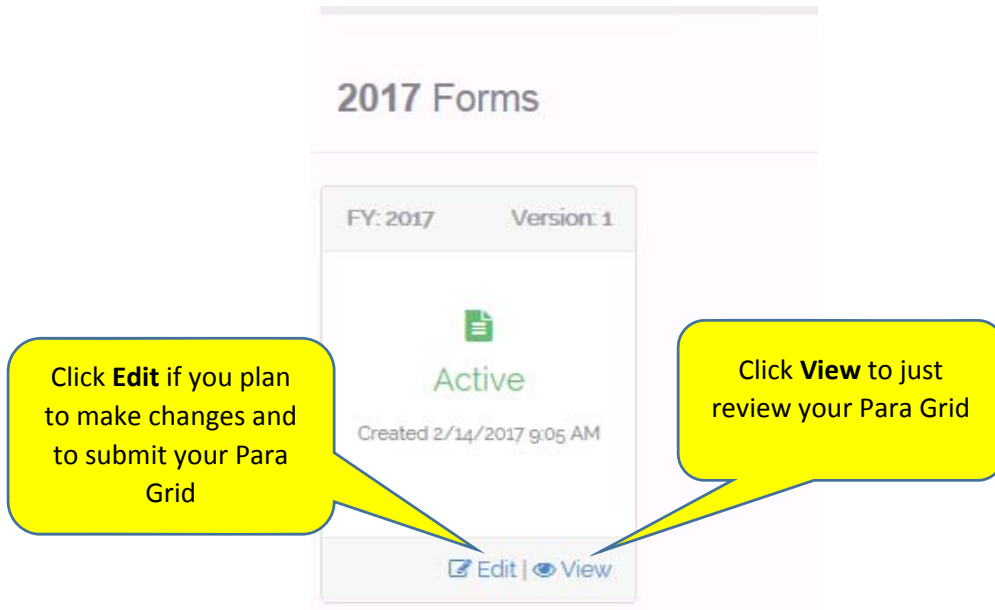 2017 Forms
FY: 2017 Version: 1
Active
Created 2/14/2017 9:05 AM
Click Edit if you plan
to make changes and
to submit your Para
Grid
Click View to just
review your Para Grid
Edit | View